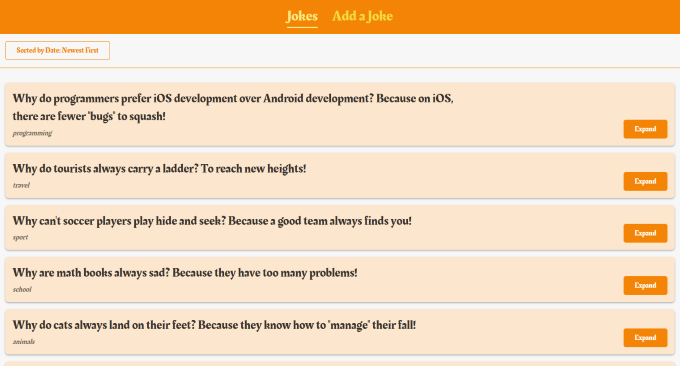 Jokes Add a Joke
Sorted by Date: Newest First
Why do programmers prefer iOS development over Android development? Because on iOS,
there are fewer "bugs" to squash!
programming
Expand
Why do tourists always carry a ladder? To reach new heights!
travel
Expand
Why can't soccer players play hide and seek? Because a good team always finds you!
sport
Expand
Why are math books always sad? Because they have too many problems!
school
Expand
Why do cats always land on their feet? Because they know how to "manage" their fall!
animals
Expand